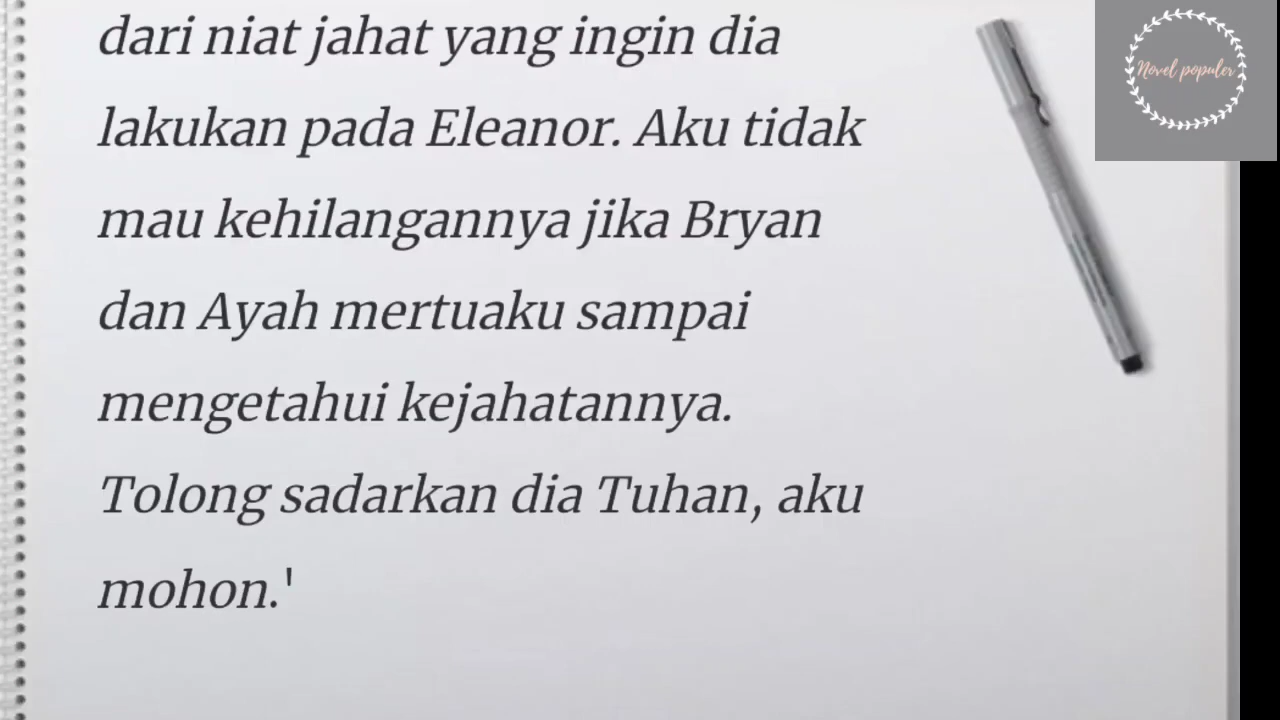 dari niat jahat yang ingin dia
lakukan pada Eleanor. Aku tidak
mau kehilangannya jika Bryan
dan Ayah mertuaku sampai
mengetahui kejahatannya.
Tolong sadarkan dia Tuhan, aku
mohon.'
Novel populer